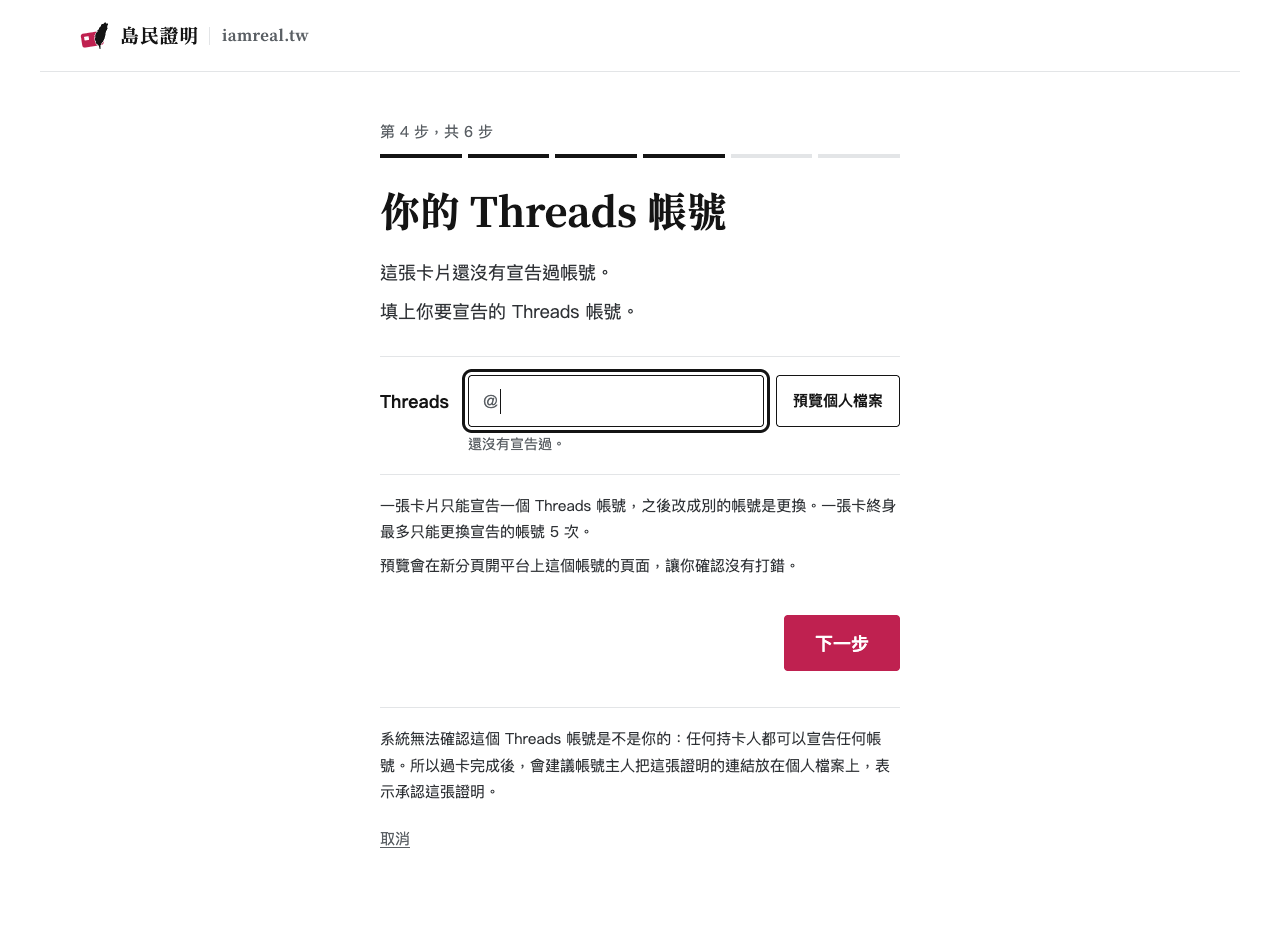 島民證明 iamreal.tw
第 4 步，共 6 步
你的 Threads 帳號
這張卡片還沒有宣告過帳號。
填上你要宣告的 Threads 帳號。
Threads @ 預覽個人檔案
還沒有宣告過。
一張卡片只能宣告一個 Threads 帳號，之後改成別的帳號是更換。一張卡終身
最多只能更換宣告的帳號 5 次。
預覽會在新分頁開平台上這個帳號的頁面，讓你確認沒有打錯。
下一步
系統無法確認這個 Threads 帳號是不是你的：任何持卡人都可以宣告任何帳
號。所以過卡完成後，會建議帳號主人把這張證明的連結放在個人檔案上，表
示承認這張證明。
取消